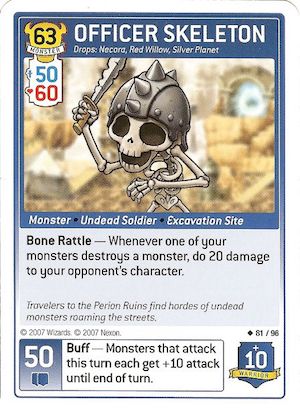 63
MONSTER
OFFICER SKELETON
Drops: Necara, Red Willow, Silver Planet
50
60
Monster • Undead Soldier • Excavation Site
Bone Rattle — Whenever one of your
monsters destroys a monster, do 20 damage
to your opponent's character.
Travelers to the Perion Ruins find hordes of undead
monsters roaming the streets.
© 2007 Wizards. © 2007 Nexon.
◆ 81 / 96
50
Buff — Monsters that attack
this turn each get +10 attack
until end of turn.
+
10
WARRIOR